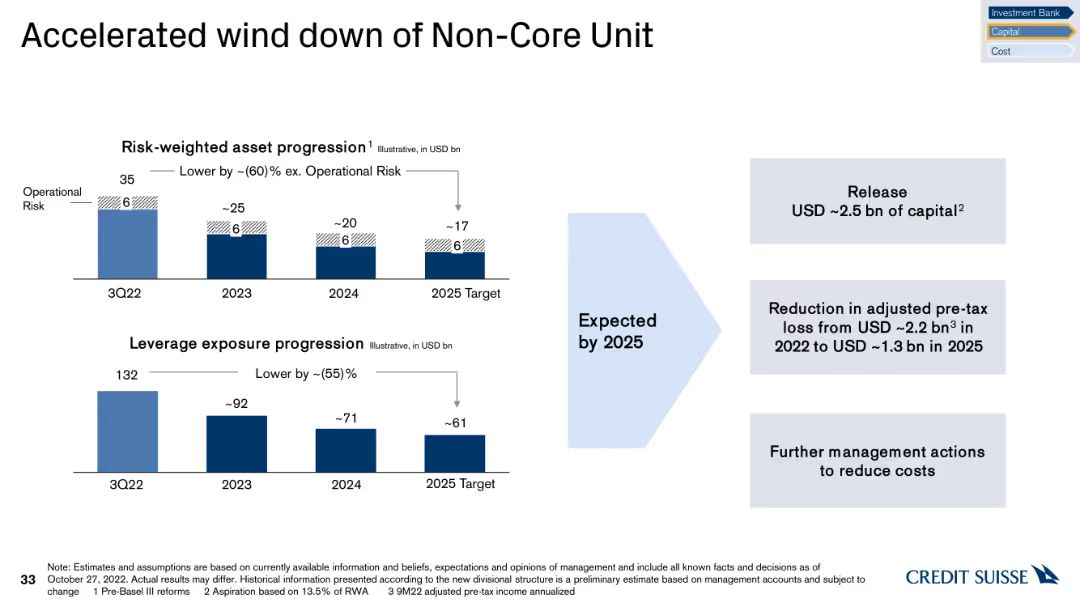 Accelerated wind down of Non-Core Unit
Investment Bank
Capital
Cost
Risk-weighted asset progression 1 Illustrative, in USD bn
Lower by ~(60)% ex. Operational Risk
Operational
Risk
35
6
~25
6
~20
6
~17
6
3Q22
2023
2024
2025 Target
Leverage exposure progression Illustrative, in USD bn
Lower by ~(55)%
132
~92
~71
~61
3Q22
2023
2024
2025 Target
Expected
by 2025
Release
USD ~2.5 bn of capital2
Reduction in adjusted pre-tax
loss from USD ~2.2 bn3 in
2022 to USD ~1.3 bn in 2025
Further management actions
to reduce costs
33
Note: Estimates and assumptions are based on currently available information and beliefs, expectations and opinions of management and include all known facts and decisions as of
October 27, 2022. Actual results may differ. Historical information presented according to the new divisional structure is a preliminary estimate based on management accounts and subject to
change 1 Pre-Basel III reforms 2 Aspiration based on 13.5% of RWA 3 9M22 adjusted pre-tax income annualized
CREDIT SUISSE